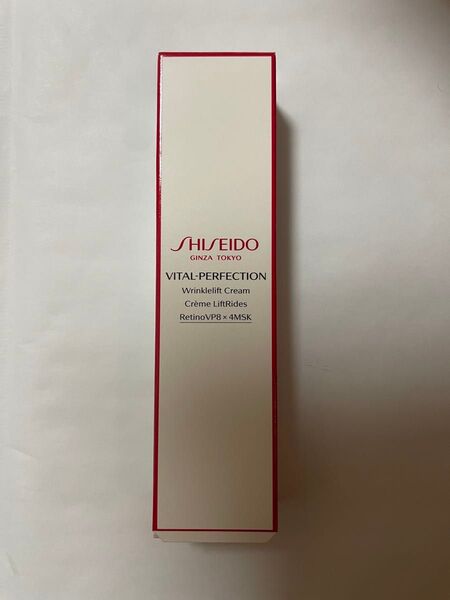 SHISEIDO
GINZA TOKYO
VITAL-PERFECTION
Wrinklelift Cream
Crème LiftRides
RetinoVP8 × 4MSK